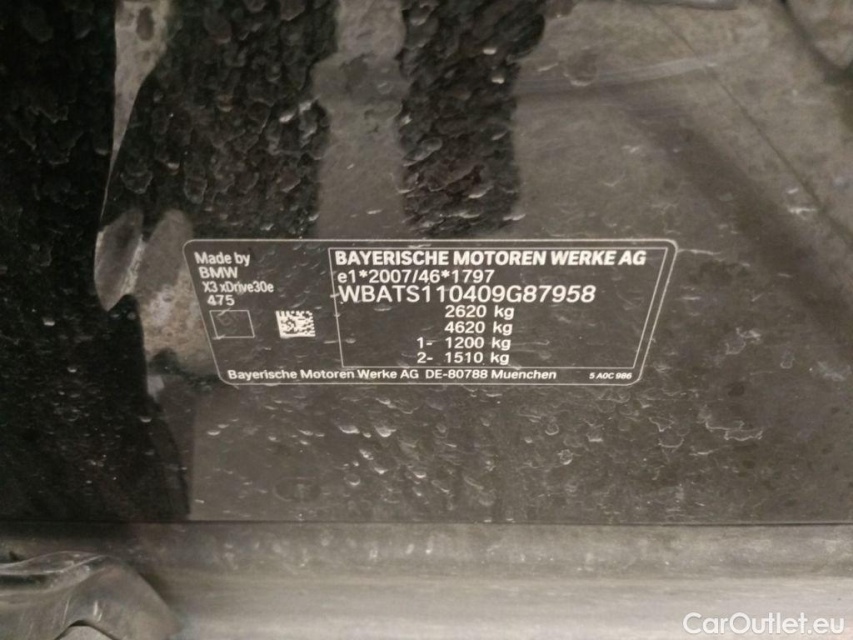 Made by
BMW
X3 xDrive30e
475
BAYERISCHE MOTOREN WERKE AG
e1*2007/46*1797
WBATS110409G87958
2620 kg
4620 kg
1- 1200 kg
2- 1510 kg
Bayerische Motoren Werke AG DE-80788 Muenchen
5 A0C 986
CarOutlet.eu